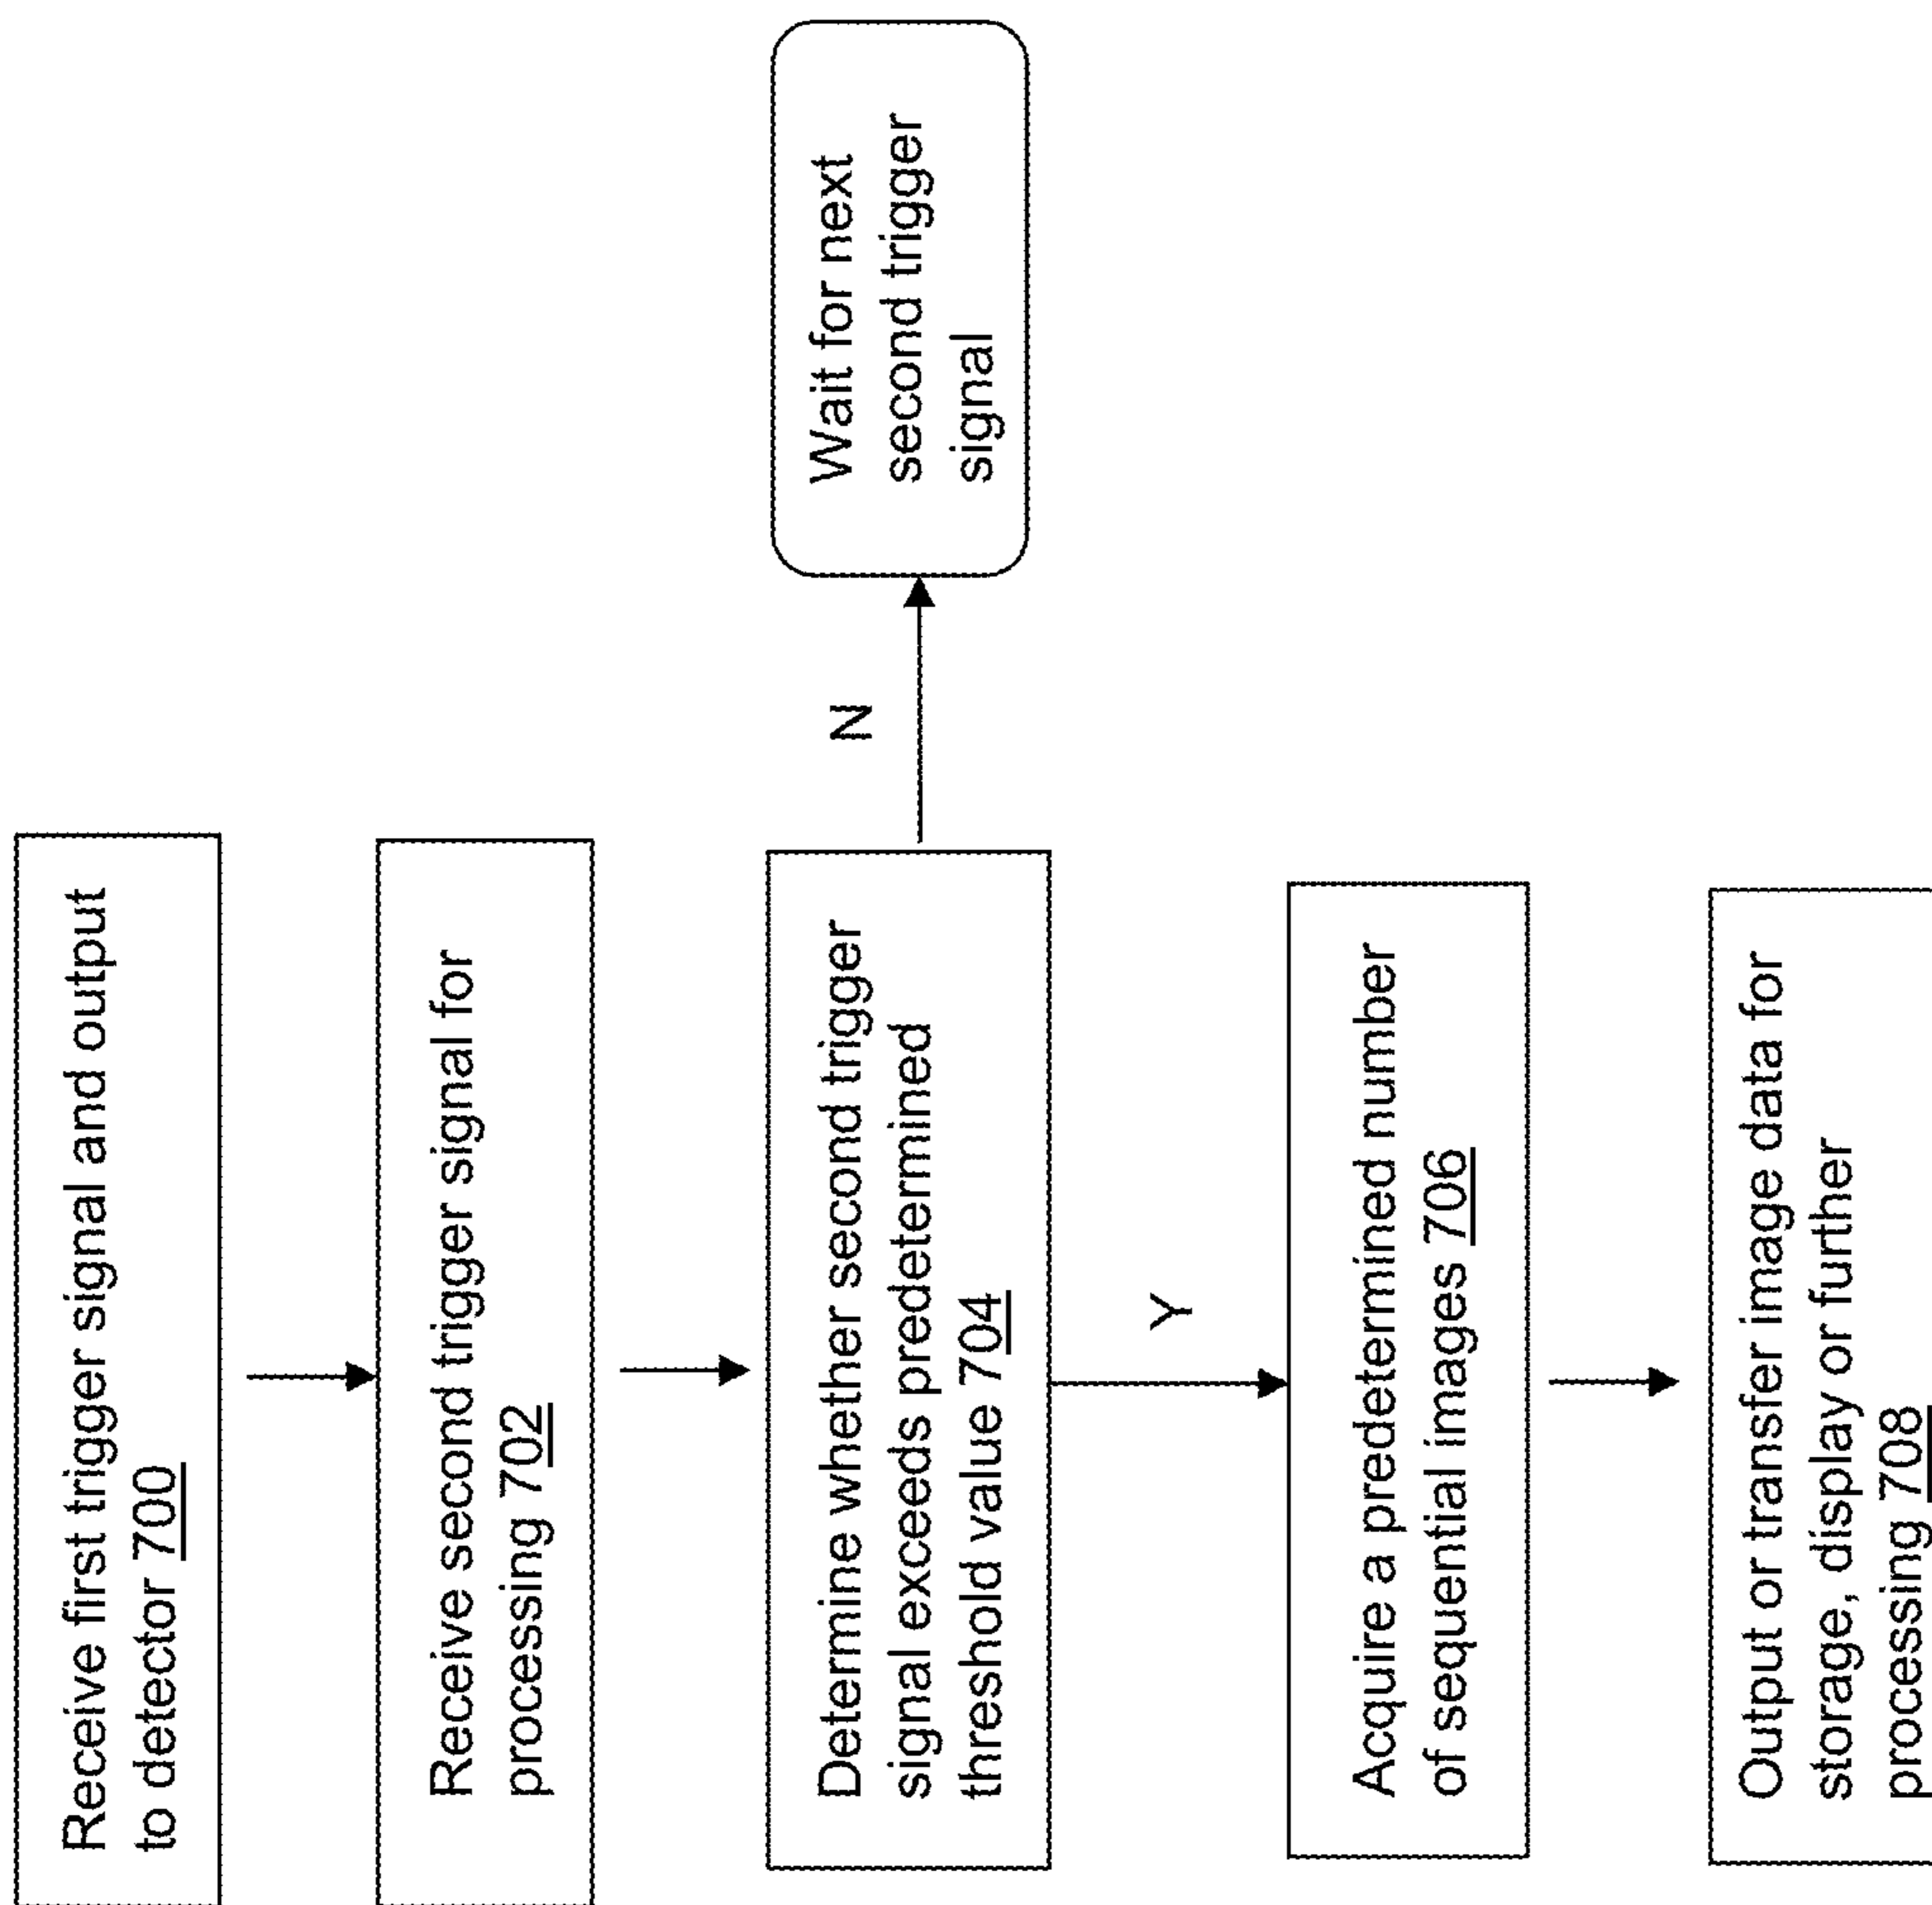 Receive first trigger signal and output
to detector 700
Receive second trigger signal for
processing 702
Determine whether second trigger
signal exceeds predetermined
threshold value 704
N
Wait for next
second trigger
signal
Y
Acquire a predetermined number
of sequential images 706
Output or transfer image data for
storage, display or further
processing 708